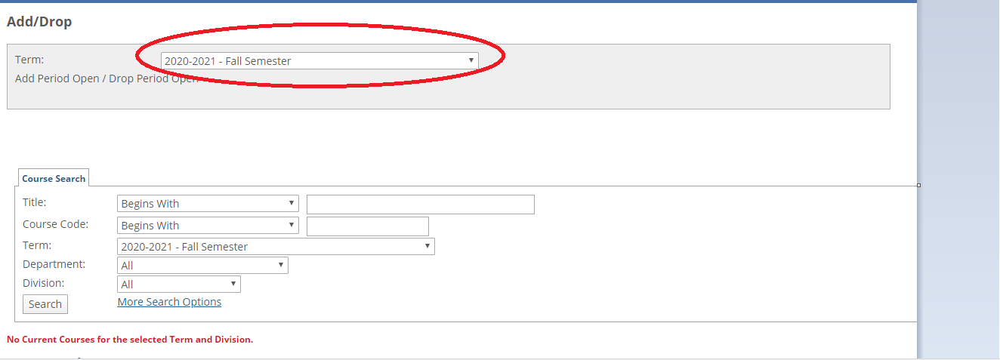 Add/Drop
Term: 2020-2021 - Fall Semester
Add Period Open / Drop Period Open
Course Search
Title: Begins With
Course Code: Begins With
Term: 2020-2021 - Fall Semester
Department: All
Division: All
Search More Search Options
No Current Courses for the selected Term and Division.